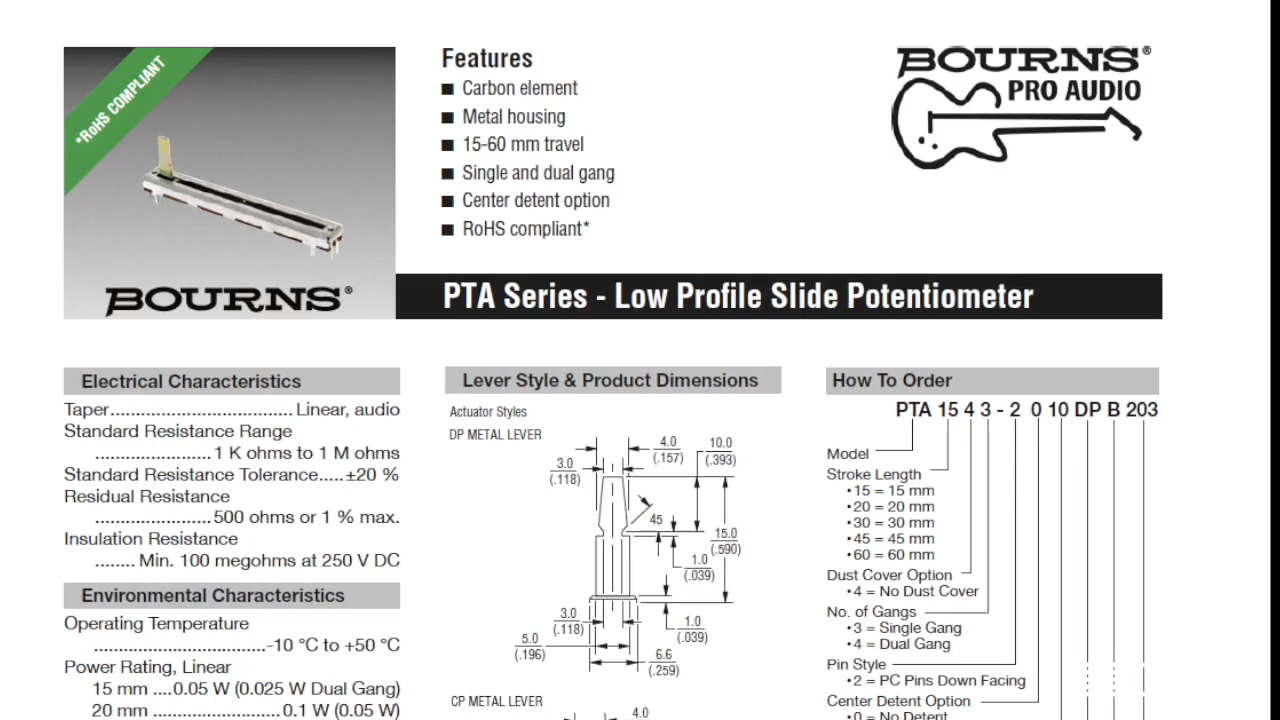 *RoHS COMPLIANT
BOURNS®
Features
■ Carbon element
■ Metal housing
■ 15-60 mm travel
■ Single and dual gang
■ Center detent option
■ RoHS compliant*
BOURNS®
PRO AUDIO
PTA Series - Low Profile Slide Potentiometer
Electrical Characteristics
Taper.................................. Linear, audio
Standard Resistance Range
......................1 K ohms to 1 M ohms
Standard Resistance Tolerance.....±20 %
Residual Resistance
.......................500 ohms or 1 % max.
Insulation Resistance
........ Min. 100 megohms at 250 V DC
Environmental Characteristics
Operating Temperature
..................................-10 °C to +50 °C
Power Rating, Linear
15 mm ....0.05 W (0.025 W Dual Gang)
20 mm ........................0.1 W (0.05 W)
Lever Style & Product Dimensions
Actuator Styles
DP METAL LEVER
4.0
(.157)
10.0
(.393)
3.0
(.118)
45
15.0
(.590)
1.0
(.039)
3.0
(.118)
1.0
(.039)
5.0
(.196)
6.6
(.259)
CP METAL LEVER
4.0
How To Order
PTA 15 4 3 - 2 0 10 DP B 203
Model
Stroke Length
• 15 = 15 mm
• 20 = 20 mm
• 30 = 30 mm
• 45 = 45 mm
• 60 = 60 mm
Dust Cover Option
• 4 = No Dust Cover
No. of Gangs
• 3 = Single Gang
• 4 = Dual Gang
Pin Style
• 2 = PC Pins Down Facing
Center Detent Option
• 0 = No Detent